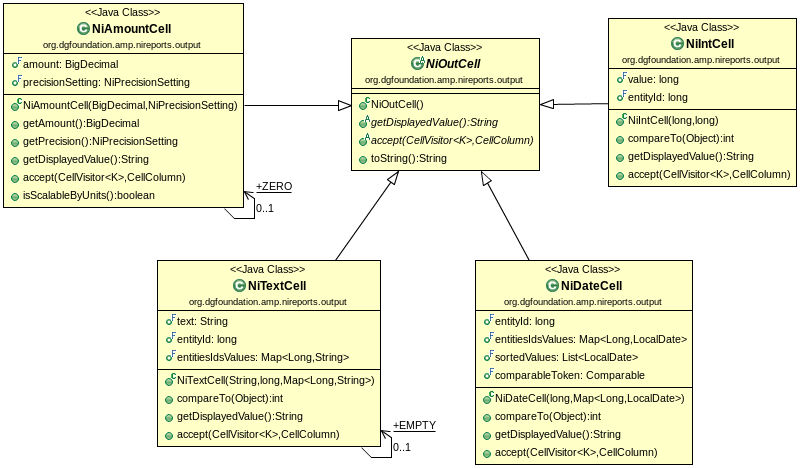 <<Java Class>>
NiAmountCell
org.dgfoundation.amp.nireports.output
amount: BigDecimal
precisionSetting: NiPrecisionSetting
NiAmountCell(BigDecimal,NiPrecisionSetting)
getAmount():BigDecimal
getPrecision():NiPrecisionSetting
getDisplayedValue():String
accept(CellVisitor<K>,CellColumn)
isScalableByUnits():boolean
+ZERO
0..1
<<Java Class>>
NiOutCell
org.dgfoundation.amp.nireports.output
NiOutCell()
getDisplayedValue():String
accept(CellVisitor<K>,CellColumn)
toString():String
<<Java Class>>
NiIntCell
org.dgfoundation.amp.nireports.output
value: long
entityId: long
NiIntCell(long,long)
compareTo(Object):int
getDisplayedValue():String
accept(CellVisitor<K>,CellColumn)
<<Java Class>>
NiTextCell
org.dgfoundation.amp.nireports.output
text: String
entityId: long
entitiesIdsValues: Map<Long,String>
NiTextCell(String,long,Map<Long,String>)
compareTo(Object):int
getDisplayedValue():String
accept(CellVisitor<K>,CellColumn)
+EMPTY
0..1
<<Java Class>>
NiDateCell
org.dgfoundation.amp.nireports.output
entityId: long
entitiesIdsValues: Map<Long,LocalDate>
sortedValues: List<LocalDate>
comparableToken: Comparable
NiDateCell(long,Map<Long,LocalDate>)
compareTo(Object):int
getDisplayedValue():String
accept(CellVisitor<K>,CellColumn)